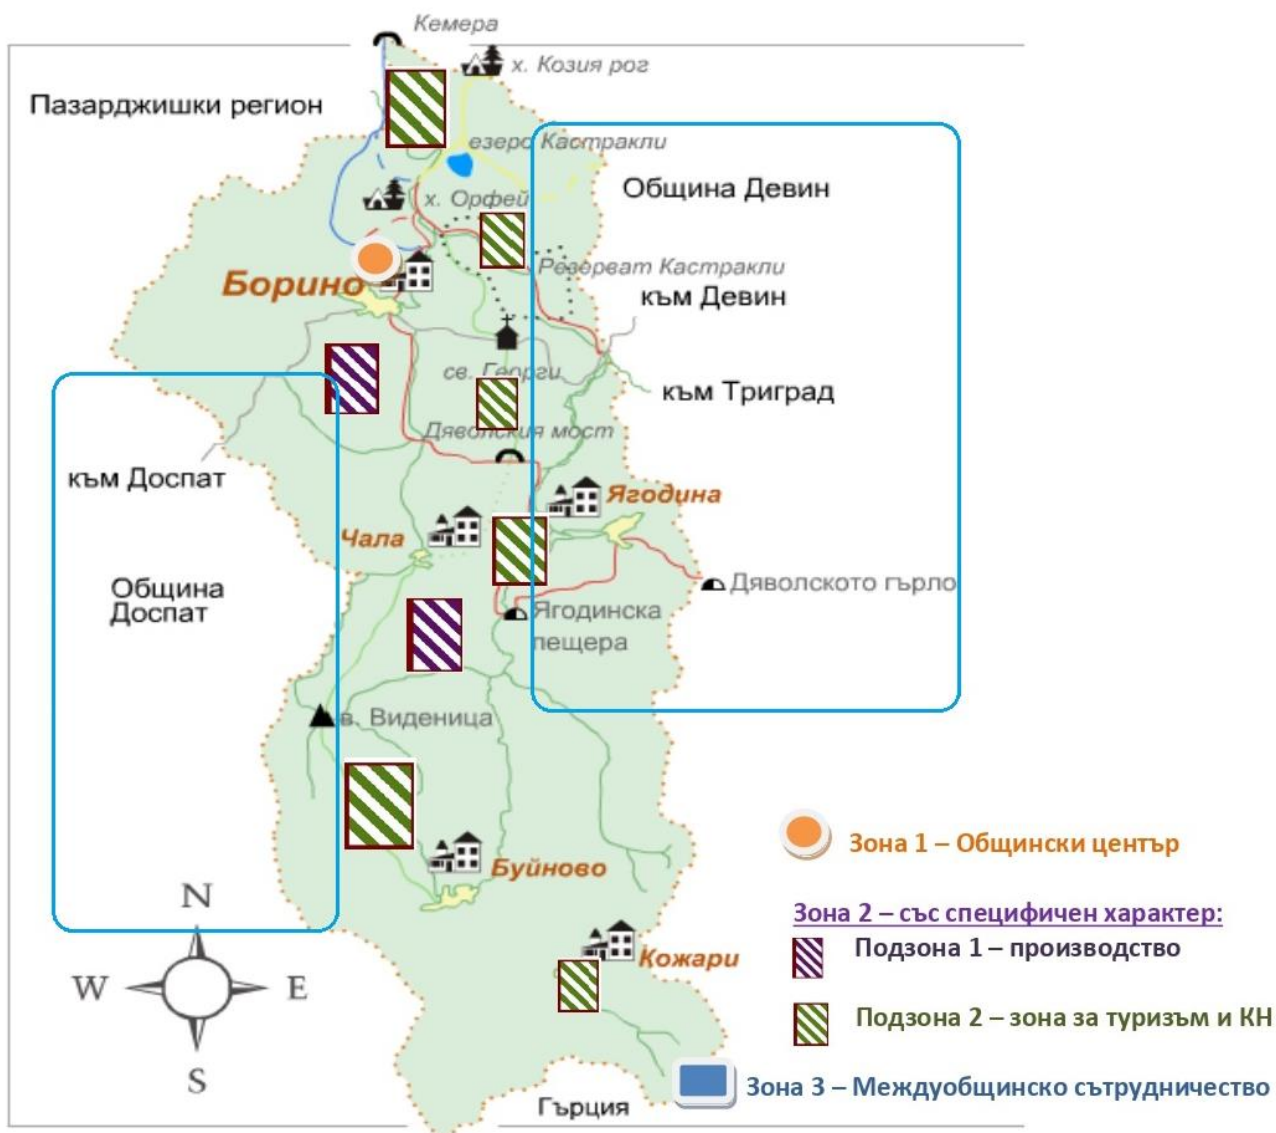 Кемера
х. Козия рог
Пазарджишки регион
езеро Кастракли
Община Девин
х. Орфей
Резерват Кастракли
Борино
към Девин
св. Георги
към Триград
Дяволския мост
към Доспат
Ягодина
Чала
Община
Доспат
Дяволското гърло
Ягодинска
пещера
в. Виденица
Зона 1 – Общински център
Буйново
N
Зона 2 – със специфичен характер:
Подзона 1 – производство
Кожари
W
E
Подзона 2 – зона за туризъм и КН
S
Зона 3 – Междуобщинско сътрудничество
Гърция